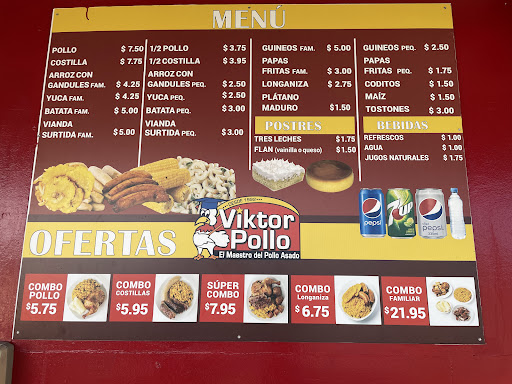 MENÚ
POLLO $ 7.50
COSTILLA $ 7.75
ARROZ CON
GANDULES FAM. $ 4.25
YUCA FAM. $ 4.25
BATATA FAM. $ 5.00
VIANDA
SURTIDA FAM. $ 5.00
1/2 POLLO $ 3.75
1/2 COSTILLA $ 3.95
ARROZ CON
GANDULES PEQ. $ 2.50
YUCA PEQ. $ 2.50
BATATA PEQ. $ 3.00
VIANDA
SURTIDA PEQ. $ 3.00
GUINEOS FAM. $ 5.00
PAPAS
FRITAS FAM. $ 3.00
LONGANIZA $ 2.75
PLÁTANO
MADURO $1.50
GUINEOS PEQ. $ 2.50
PAPAS
FRITAS PEQ. $ 1.75
CODITOS $ 1.50
MAÍZ $ 1.50
TOSTONES $ 3.00
POSTRES
TRES LECHES $1.75
FLAN (vainilla o queso) $1.50
BEBIDAS
REFRESCOS $ 1.00
AGUA $ 1.00
JUGOS NATURALES $ 1.75
pepsi
7UP
pepsi
OFERTAS
Viktor
Pollo
El Maestro del Pollo Asado
COMBO
POLLO
$5.75
COMBO
COSTILLAS
$5.95
SÚPER
COMBO
$7.95
COMBO
Longaniza
$ 6.75
COMBO
FAMILIAR
$21.95